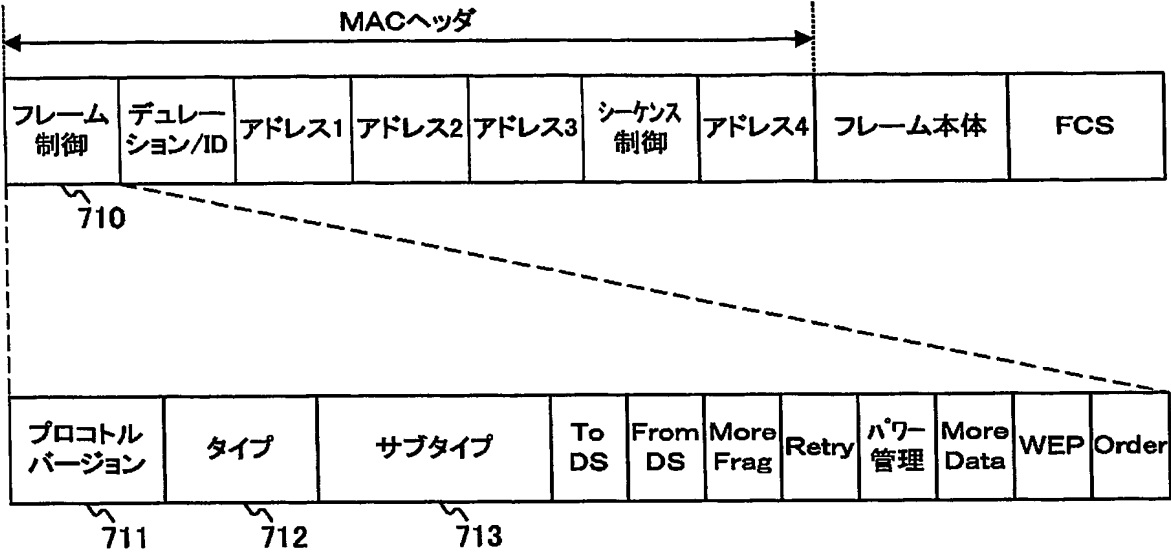 MACヘッダ
フレーム
制御
デュレー
ション/ID
アドレス1
アドレス2
アドレス3
シーケンス
制御
アドレス4
フレーム本体
FCS
710
プロコトル
バージョン
タイプ
サブタイプ
To
DS
From
DS
More
Frag
Retry
パワー
管理
More
Data
WEP
Order
711
712
713